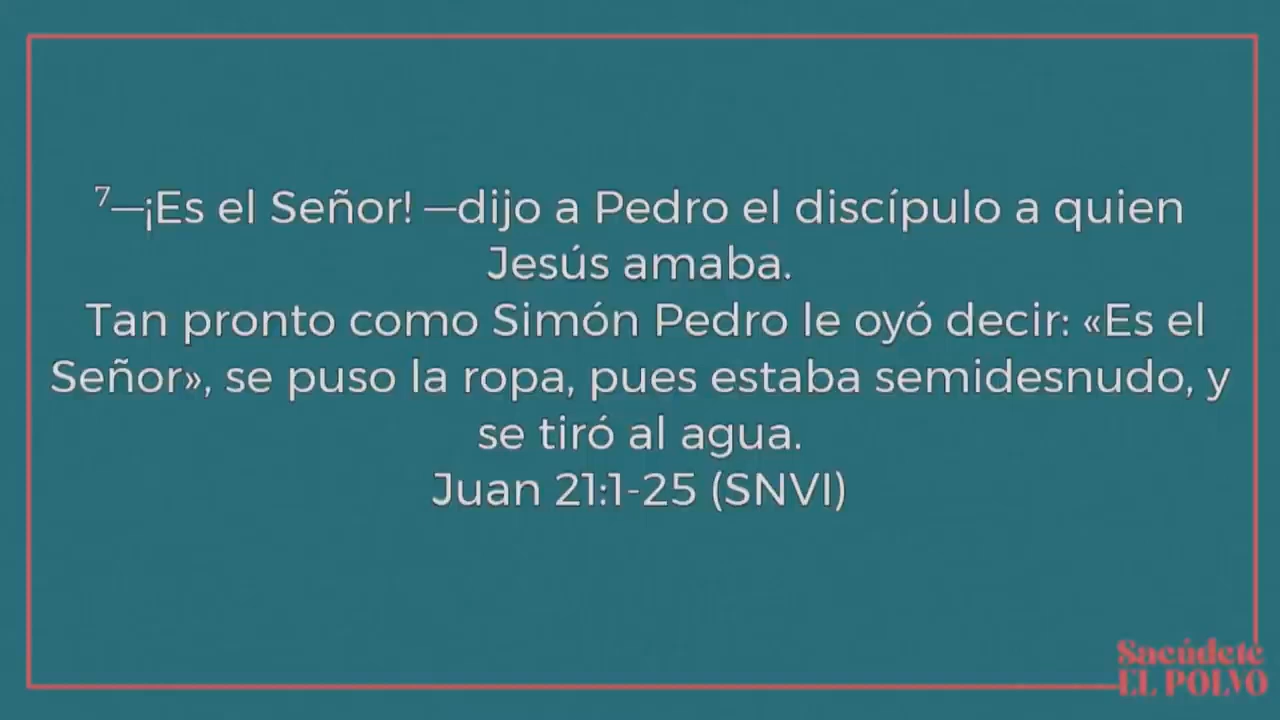 ⁷—¡Es el Señor! —dijo a Pedro el discípulo a quien
Jesús amaba.
Tan pronto como Simón Pedro le oyó decir: «Es el
Señor», se puso la ropa, pues estaba semidesnudo, y
se tiró al agua.
Juan 21:1-25 (SNVI)
Sacúdete
EL POLVO